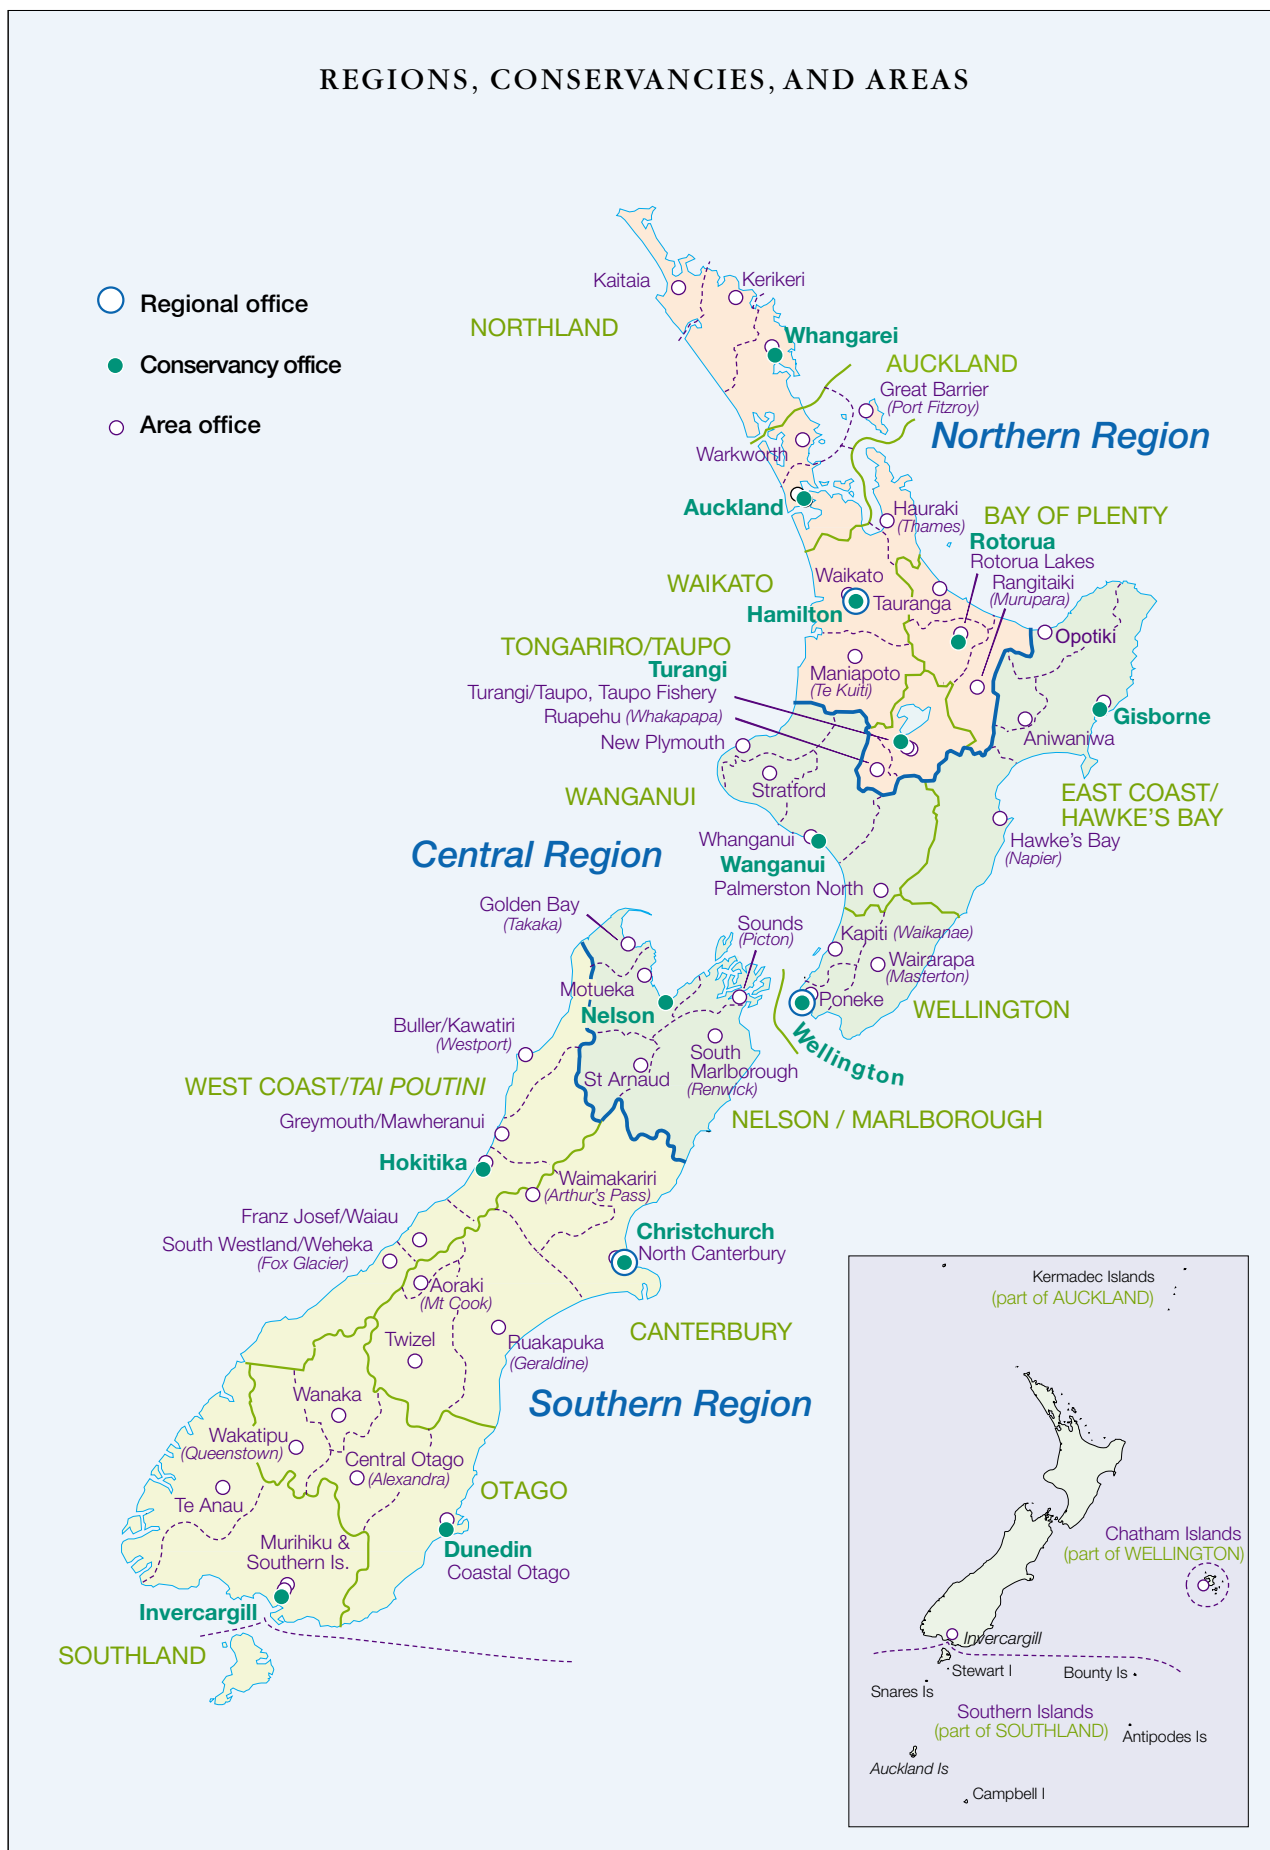 REGIONS, CONSERVANCIES, AND AREAS
Regional office
Conservancy office
Area office
Kaitaia
Kerikeri
NORTHLAND
Whangarei
AUCKLAND
Great Barrier
(Port Fitzroy)
Northern Region
Warkworth
Auckland
Hauraki
(Thames)
BAY OF PLENTY
Rotorua
Rotorua Lakes
Rangitaiki
(Murupara)
WAIKATO
Waikato
Hamilton
Tauranga
Opotiki
TONGARIRO/TAUPO
Turangi
Maniapoto
(Te Kuiti)
Turangi/Taupo, Taupo Fishery
Ruapehu (Whakapapa)
New Plymouth
Gisborne
Aniwaniwa
Stratford
WANGANUI
EAST COAST/
HAWKE'S BAY
Whanganui
Wanganui
Hawke's Bay
(Napier)
Central Region
Palmerston North
Golden Bay
(Takaka)
Sounds
(Picton)
Kapiti (Waikanae)
Wairarapa
(Masterton)
Motueka
Nelson
Poneke
WELLINGTON
Wellington
Buller/Kawatiri
(Westport)
South
Marlborough
(Renwick)
St Arnaud
WEST COAST/TAI POUTINI
NELSON / MARLBOROUGH
Greymouth/Mawheranui
Hokitika
Waimakariri
(Arthur's Pass)
Franz Josef/Waiau
South Westland/Weheka
(Fox Glacier)
Christchurch
North Canterbury
Aoraki
(Mt Cook)
CANTERBURY
Twizel
Ruakapuka
(Geraldine)
Southern Region
Wanaka
Wakatipu
(Queenstown)
Central Otago
(Alexandra)
OTAGO
Te Anau
Murihiku &
Southern Is.
Dunedin
Coastal Otago
Invercargill
SOUTHLAND
Kermadec Islands
(part of AUCKLAND)
Chatham Islands
(part of WELLINGTON)
Invercargill
Stewart I
Bounty Is
Snares Is
Southern Islands
(part of SOUTHLAND)
Antipodes Is
Auckland Is
Campbell I